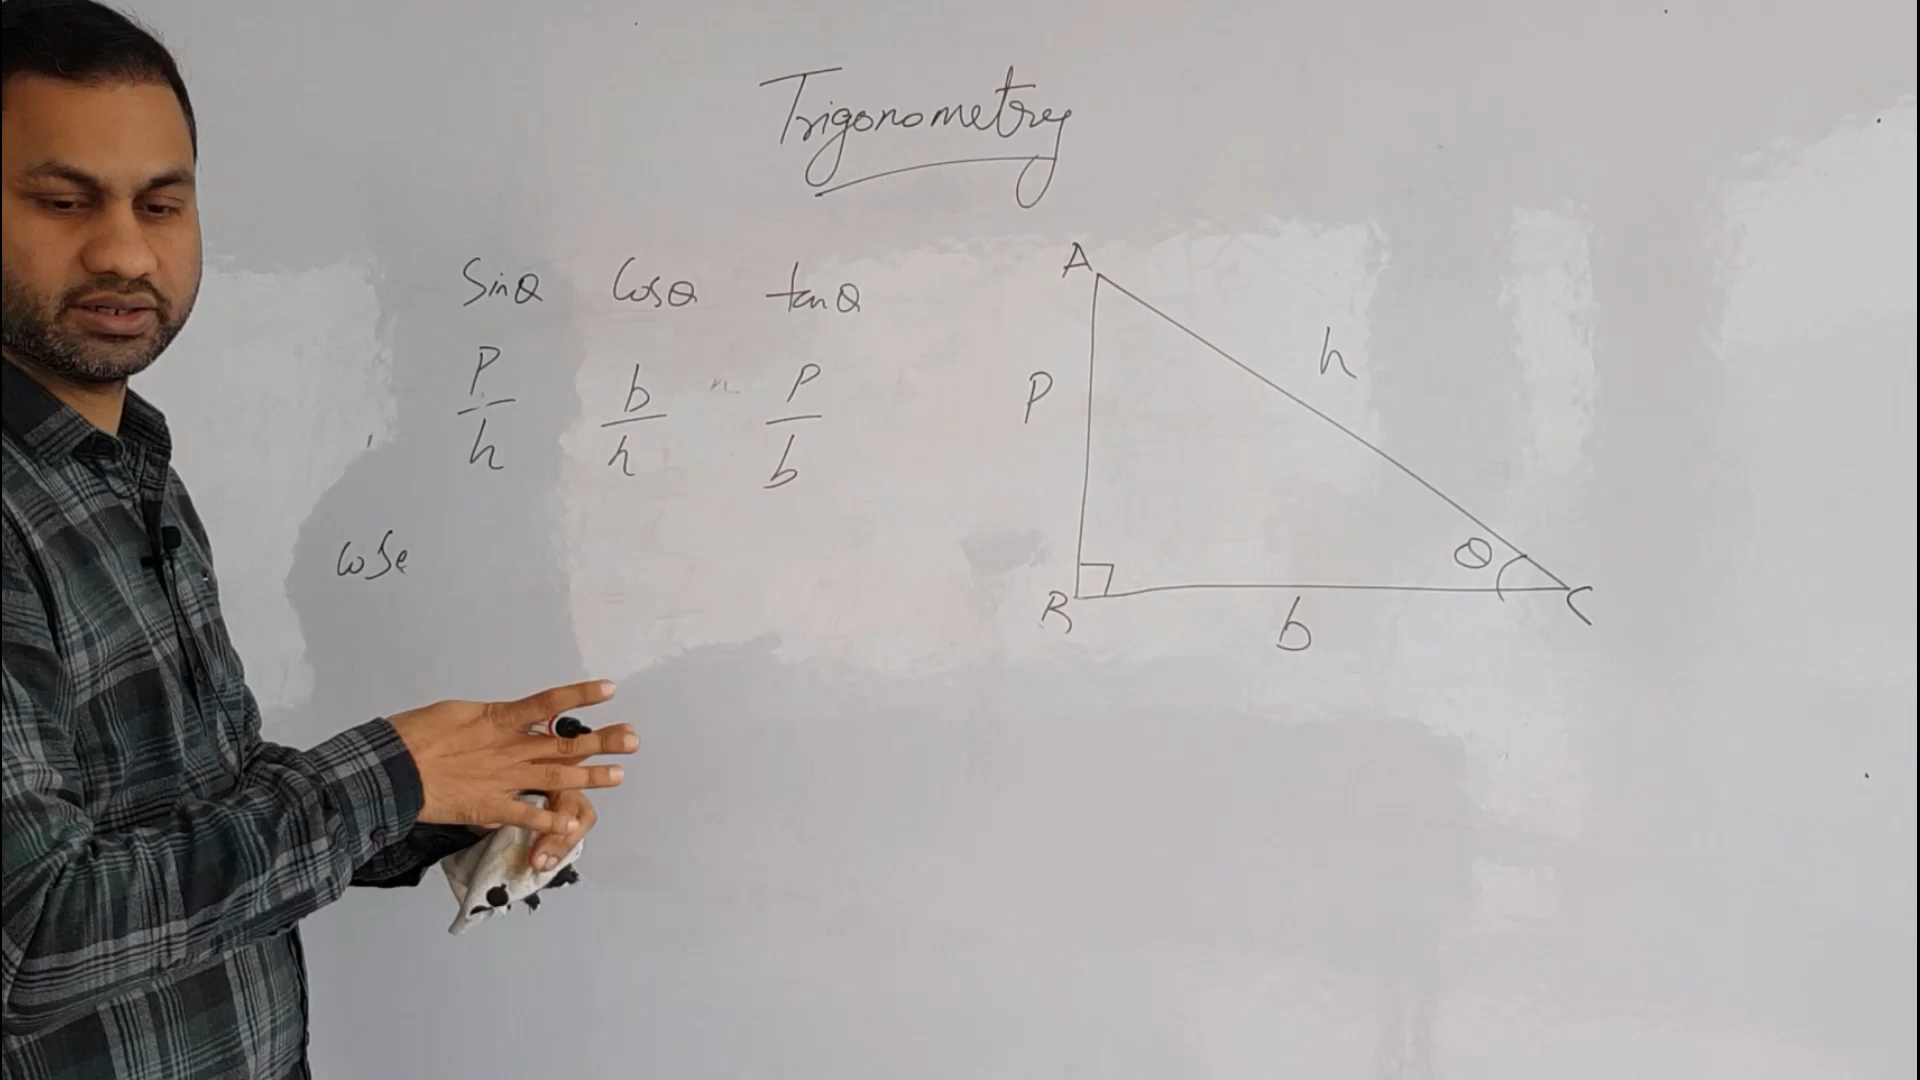 Trigonometry
Sinθ Cosθ tanθ
P/h b/h P/b
cose
A
P
h
B
b
θ
C